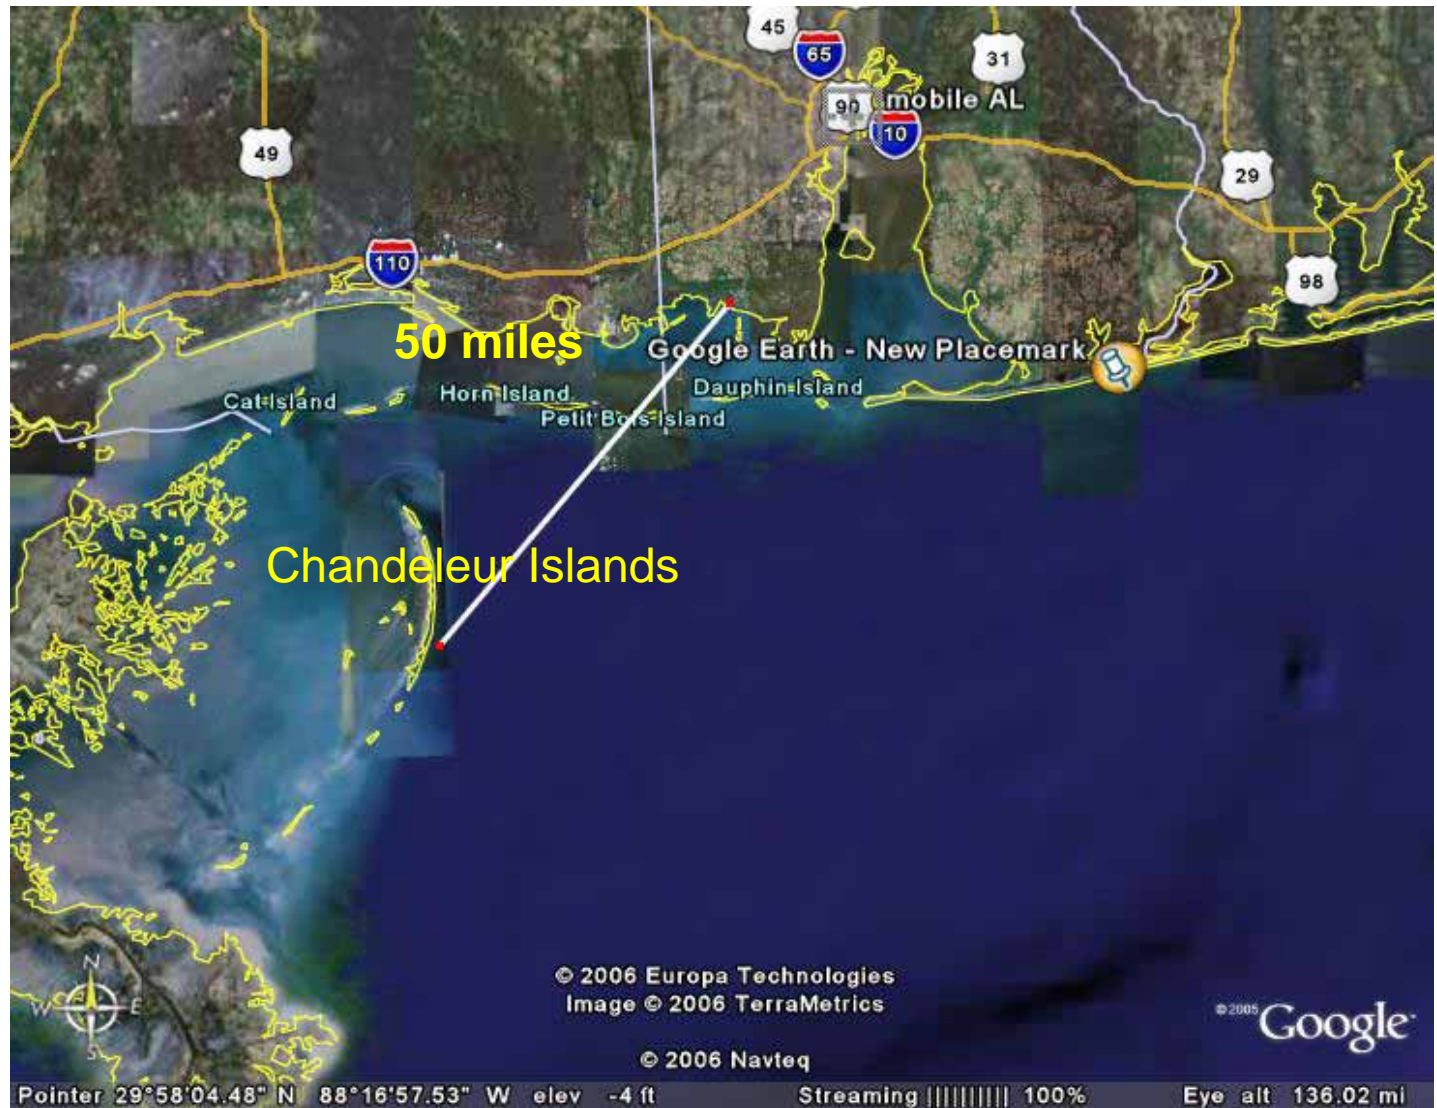 45
65
31
90
mobile AL
10
49
29
110
98
50 miles
Google Earth - New Placemark
Cat Island
Horn Island
Dauphin Island
Petit Bois Island
Chandeleur Islands
N
W
E
S
© 2006 Europa Technologies
Image © 2006 TerraMetrics
©2005 Google
© 2006 Navteq
Pointer 29°58'04.48" N 88°16'57.53" W elev -4 ft Streaming |||||||||| 100% Eye alt 136.02 mi